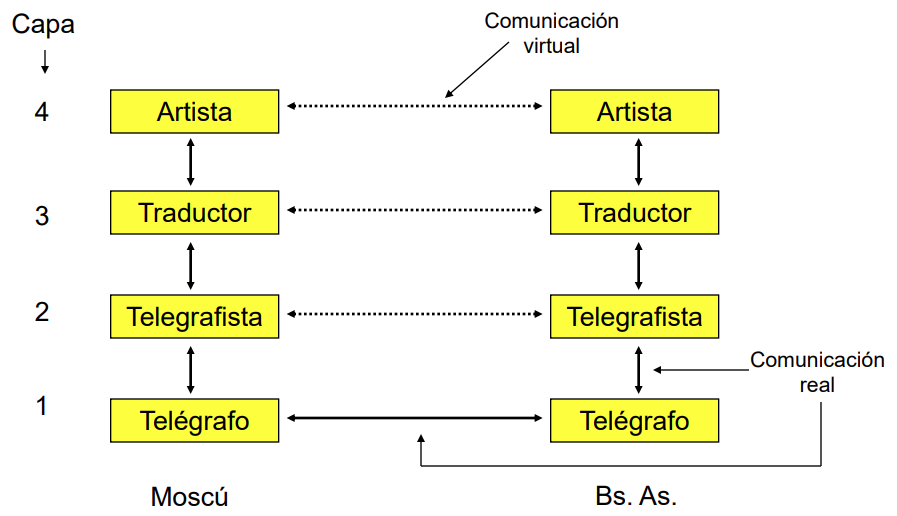 Capa
Comunicación
virtual
4
Artista
Artista
3
Traductor
Traductor
2
Telegrafista
Telegrafista
Comunicación
real
1
Telégrafo
Telégrafo
Moscú
Bs. As.